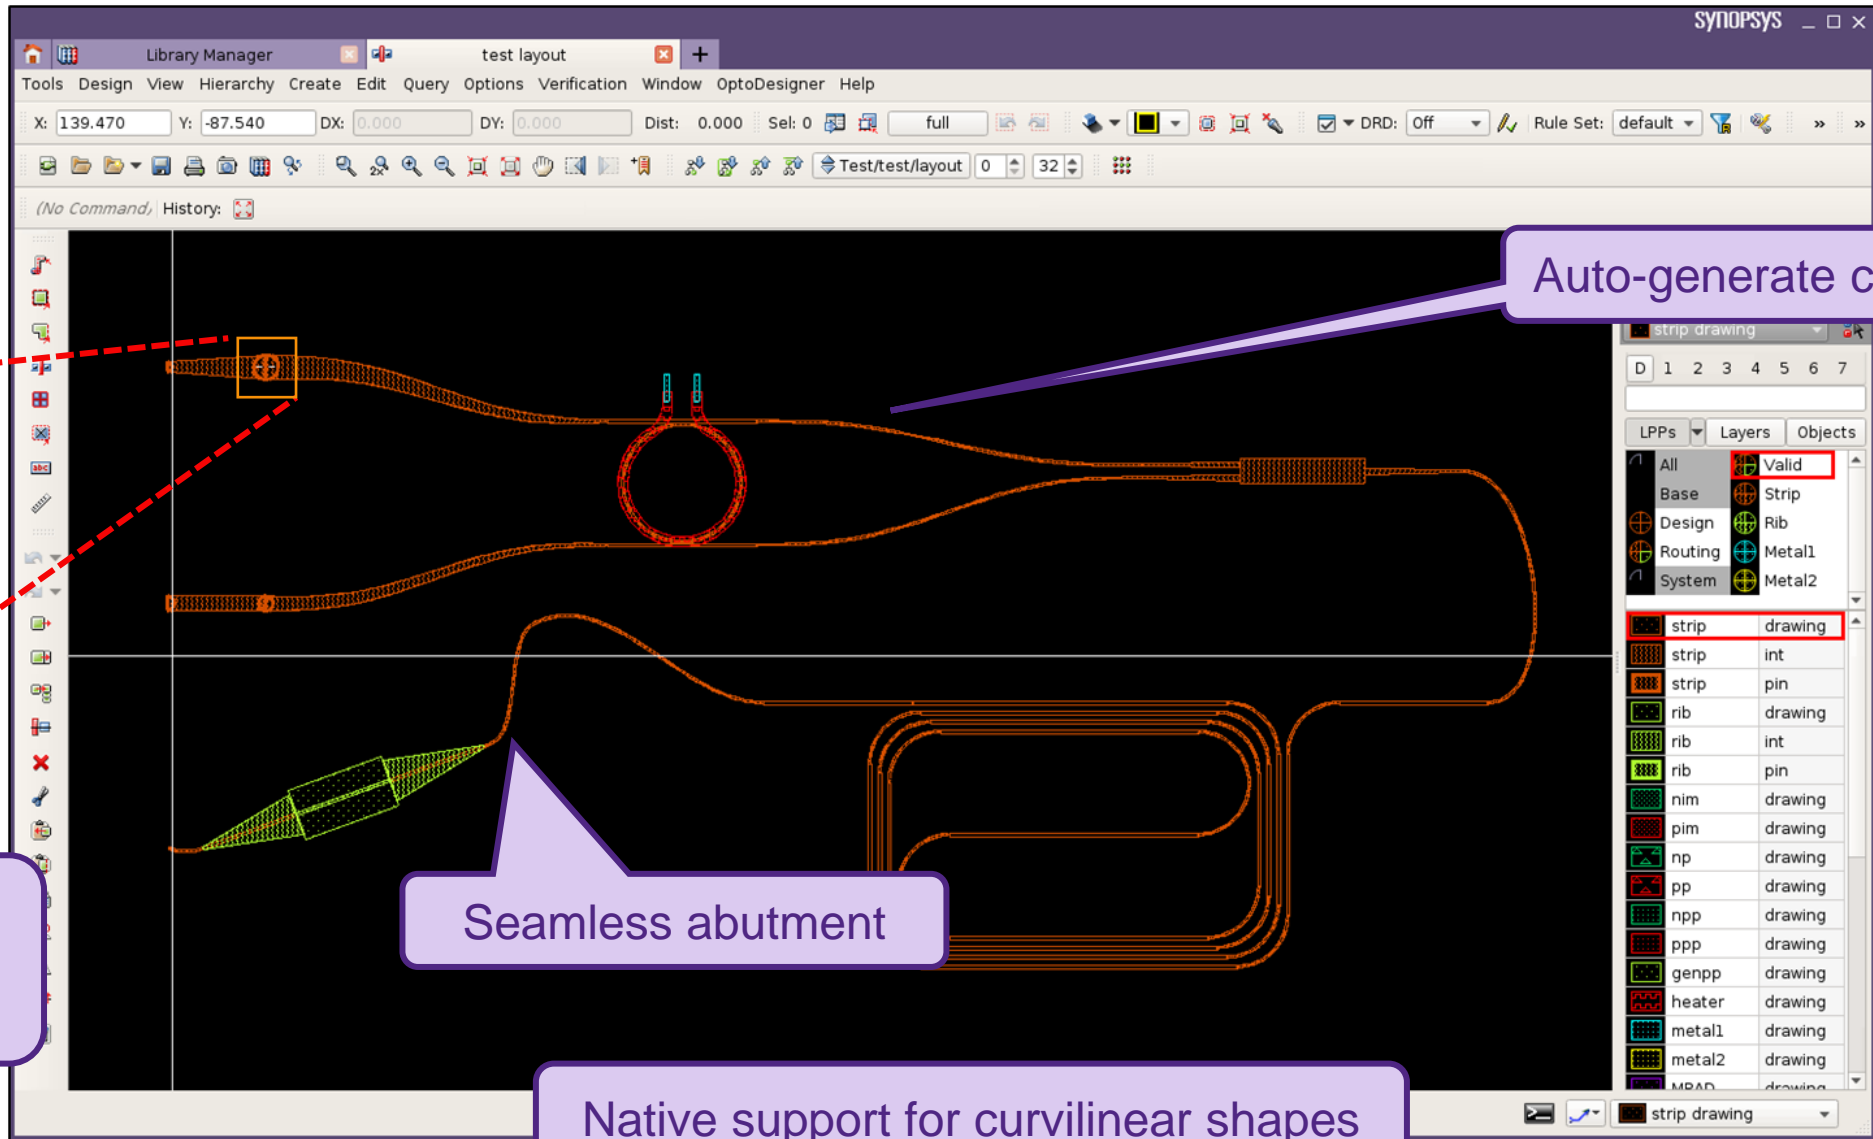 SYNOPSYS
Library Manager
test layout
Tools Design View Hierarchy Create Edit Query Options Verification Window OptoDesigner Help
X: 139.470 Y: -87.540 DX: 0.000 DY: 0.000 Dist: 0.000 Sel: 0 full DRD: Off Rule Set: default » »
Test/test/layout 0 32
(No Command) History:
Auto-generate c
strip drawing
D 1 2 3 4 5 6 7
LPPs Layers Objects
abc
All Valid
Base Strip
Design Rib
Routing Metal1
System Metal2
strip drawing
strip int
strip pin
rib drawing
rib int
rib pin
nim drawing
pim drawing
np drawing
pp drawing
npp drawing
ppp drawing
genpp drawing
heater drawing
metal1 drawing
metal2 drawing
Seamless abutment
Native support for curvilinear shapes
strip drawing